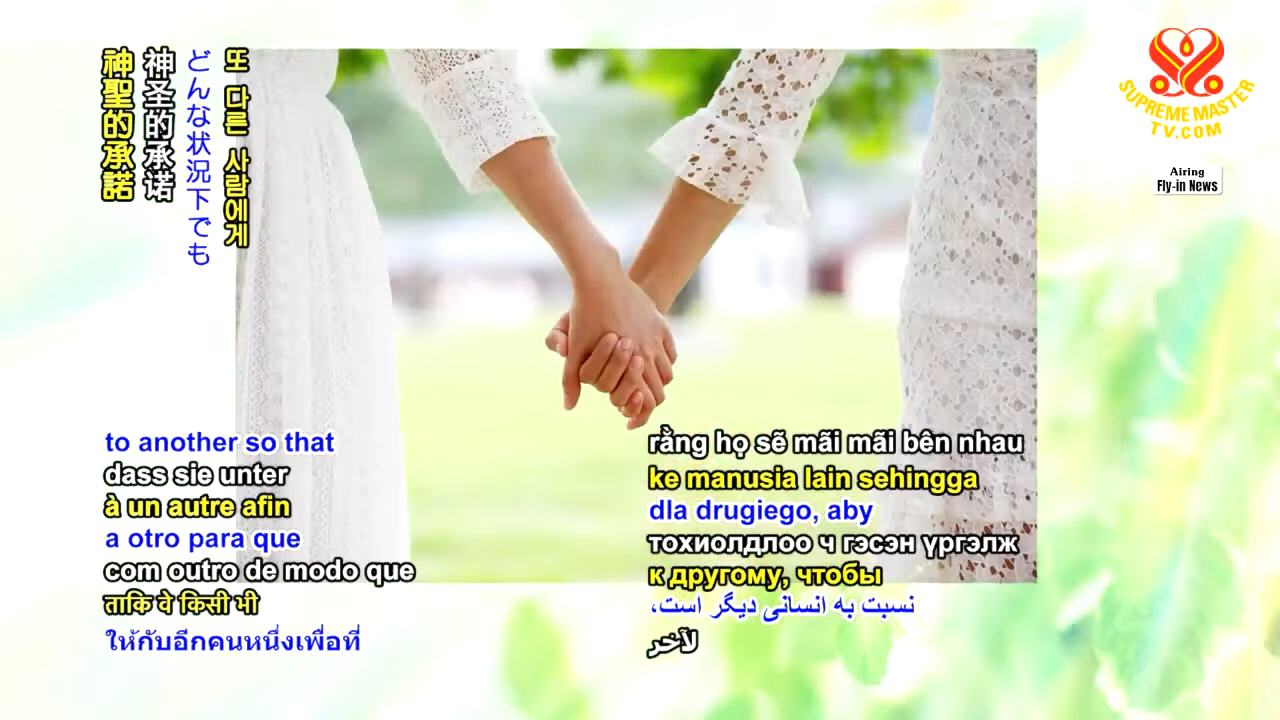 神聖的承諾
神圣的承诺
どんな状況下でも
또 다른 사람에게
SUPREME MASTER
TV.COM
Airing
Fly-in News
to another so that
dass sie unter
à un autre afin
a otro para que
com outro de modo que
ताकि वे किसी भी
ให้กับอีกคนหนึ่งเพื่อที่
rằng họ sẽ mãi mãi bên nhau
ke manusia lain sehingga
dla drugiego, aby
тохиолдлоо ч гэсэн үргэлж
к другому, чтобы
نسبت به انسانی دیگر است،
لآخر